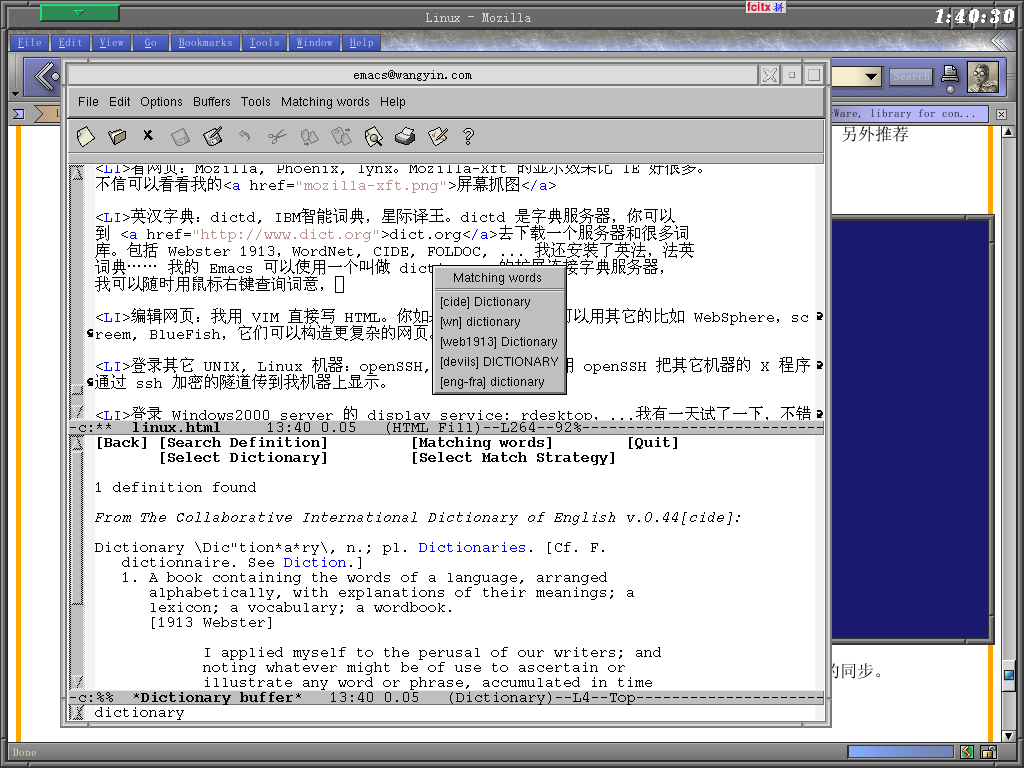 fcitx 拼
Linux - Mozilla
1:40:30
File Edit View Go Bookmarks Tools Window Help
Search
emacs@wangyin.com
File Edit Options Buffers Tools Matching words Help
Ware, library for con...
另外推荐
<LI>看网页：Mozilla, Phoenix, lynx。Mozilla-Xft 的显示效果比 IE 好很多。
不信可以看看我的<a href="mozilla-xft.png">屏幕抓图</a>
<LI>英汉字典：dictd, IBM智能词典，星际译王。dictd 是字典服务器，你可以
到 <a href="http://www.dict.org">dict.org</a>去下载一个服务器和很多词
库。包括 Webster 1913, WordNet, CIDE, FOLDOC, ... 我还安装了英法，法英
词典…… 我的 Emacs 可以使用一个叫做 dict 的扩展连接字典服务器，
我可以随时用鼠标右键查询词意，
<LI>编辑网页：我用 VIM 直接写 HTML。你如 可以用其它的比如 WebSphere, sc
reem, BlueFish, 它们可以构造更复杂的网页。
<LI>登录其它 UNIX, Linux 机器：openSSH, 用 openSSH 把其它机器的 X 程序
通过 ssh 加密的隧道传到我机器上显示。
<LI>登录 Windows2000 server 的 display service: rdesktop, ...我有一天试了一下，不错
Matching words
[cide] Dictionary
[wn] dictionary
[web1913] Dictionary
[devils] DICTIONARY
[eng-fra] dictionary
-c:** linux.html 13:40 0.05 (HTML Fill)--L264--92%---------------------------
[Back] [Search Definition] [Matching words] [Quit]
[Select Dictionary] [Select Match Strategy]
1 definition found
From The Collaborative International Dictionary of English v.0.44[cide]:
Dictionary \Dic"tion*a*ry\, n.; pl. Dictionaries. [Cf. F.
dictionnaire. See Diction.]
1. A book containing the words of a language, arranged
alphabetically, with explanations of their meanings; a
lexicon; a vocabulary; a wordbook.
[1913 Webster]
I applied myself to the perusal of our writers; and
noting whatever might be of use to ascertain or
illustrate any word or phrase, accumulated in time
的同步。
-c:%% *Dictionary buffer* 13:40 0.05 (Dictionary)--L4--Top---------------------
dictionary
Done